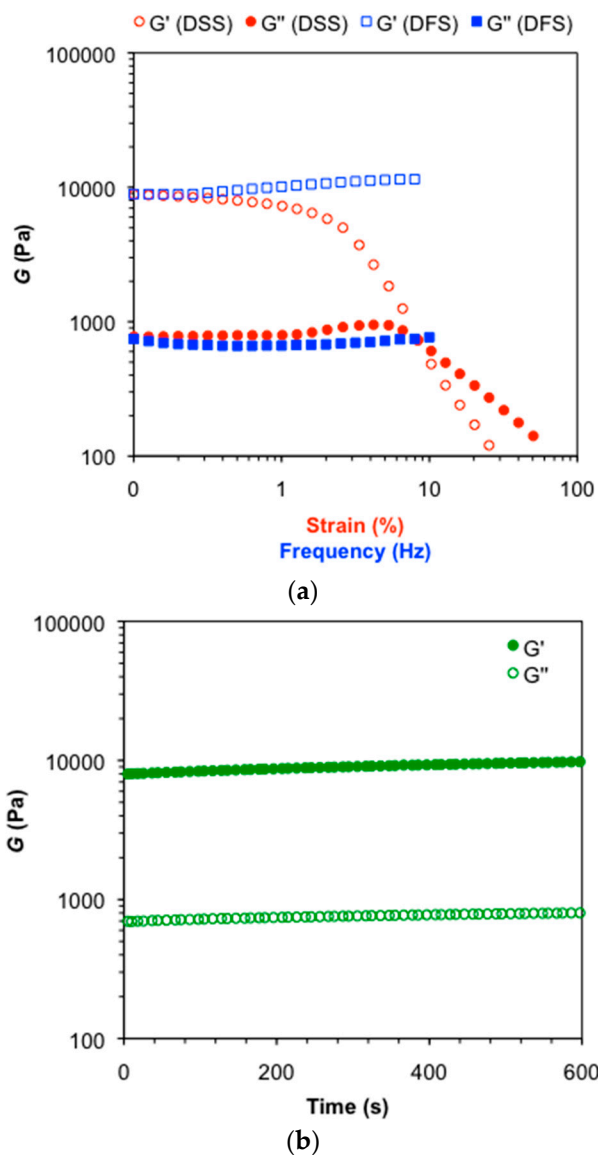 G' (DSS) G" (DSS) G' (DFS) G" (DFS)
100000
10000
1000
100
G (Pa)
0 1 10 100
Strain (%)
Frequency (Hz)
(a)
100000
10000
1000
100
G (Pa)
G'
G"
0 200 400 600
Time (s)
(b)